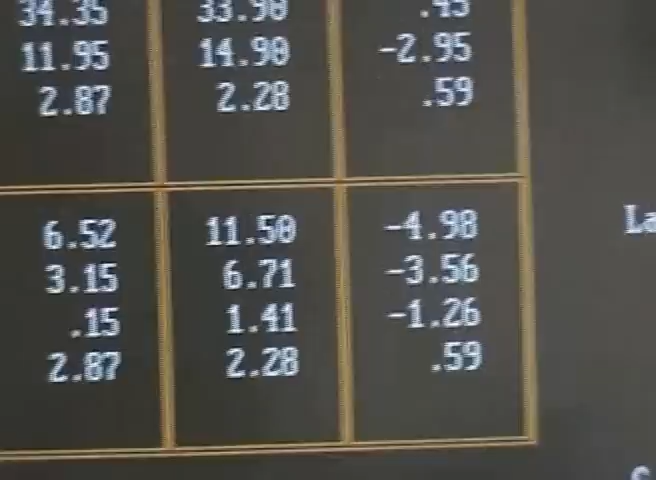 34.35 33.90 .45
11.95 14.90 -2.95
2.87 2.28 .59
6.52 11.50 -4.98
La
3.15 6.71 -3.56
.15 1.41 -1.26
2.87 2.28 .59